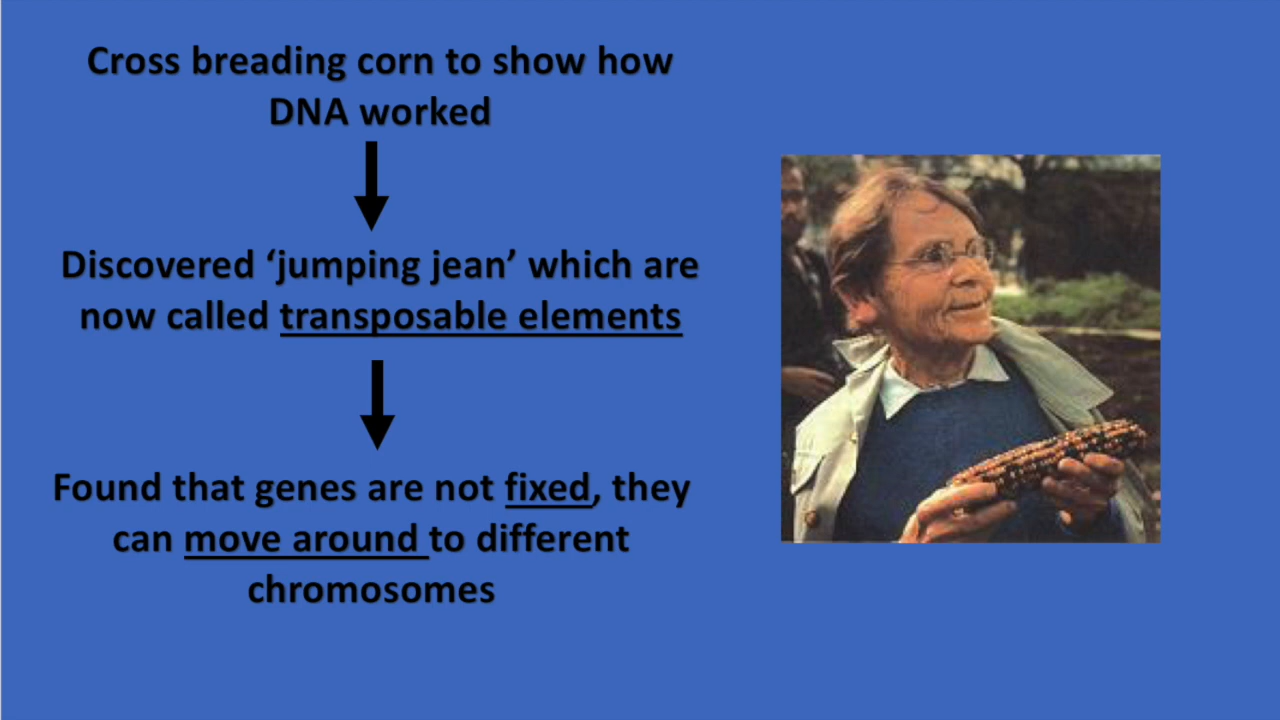 Cross breading corn to show how
DNA worked
Discovered ‘jumping jean’ which are
now called transposable elements
Found that genes are not fixed, they
can move around to different
chromosomes